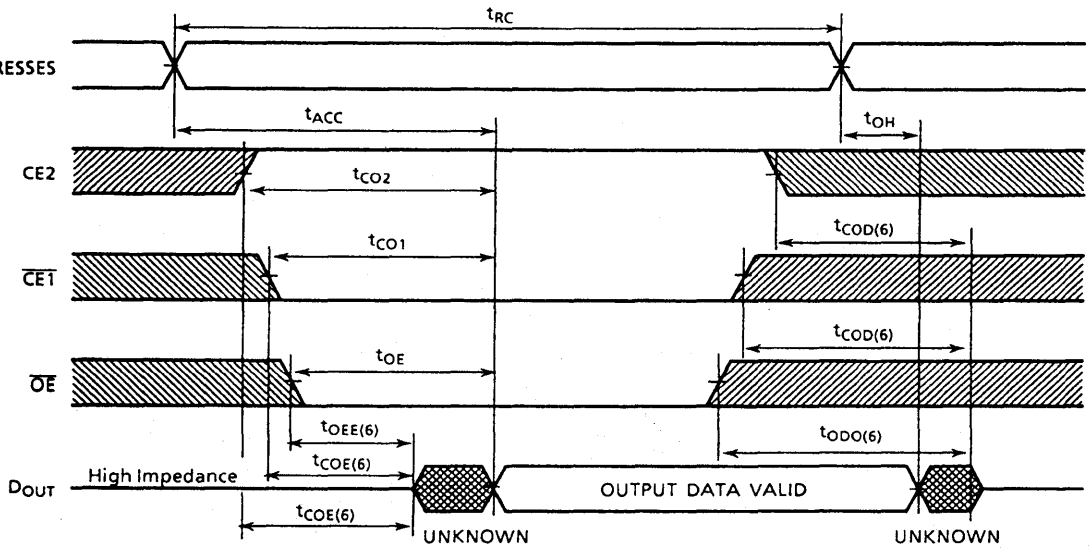 tRC
RESSES
tACC
tOH
CE2
tCO2
tCOD(6)
CE1
tCO1
tCOD(6)
OE
tOE
tOEE(6)
tODO(6)
tCOE(6)
High Impedance
DOUT
OUTPUT DATA VALID
tCOE(6)
UNKNOWN
UNKNOWN